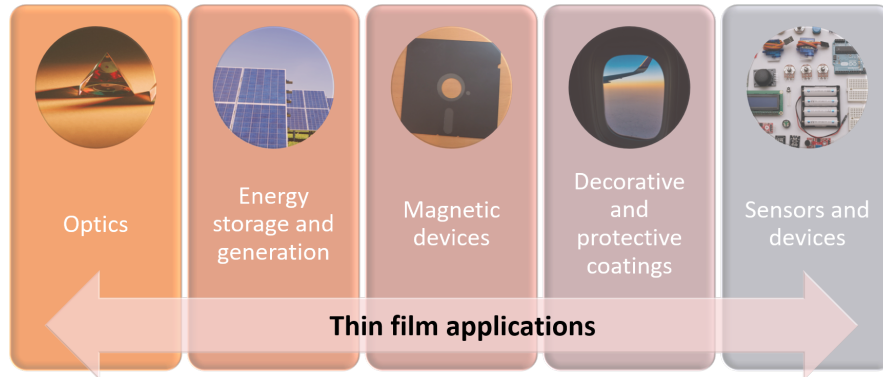 Optics
Energy
storage and
generation
Magnetic
devices
Decorative
and
protective
coatings
Sensors and
devices
Thin film applications